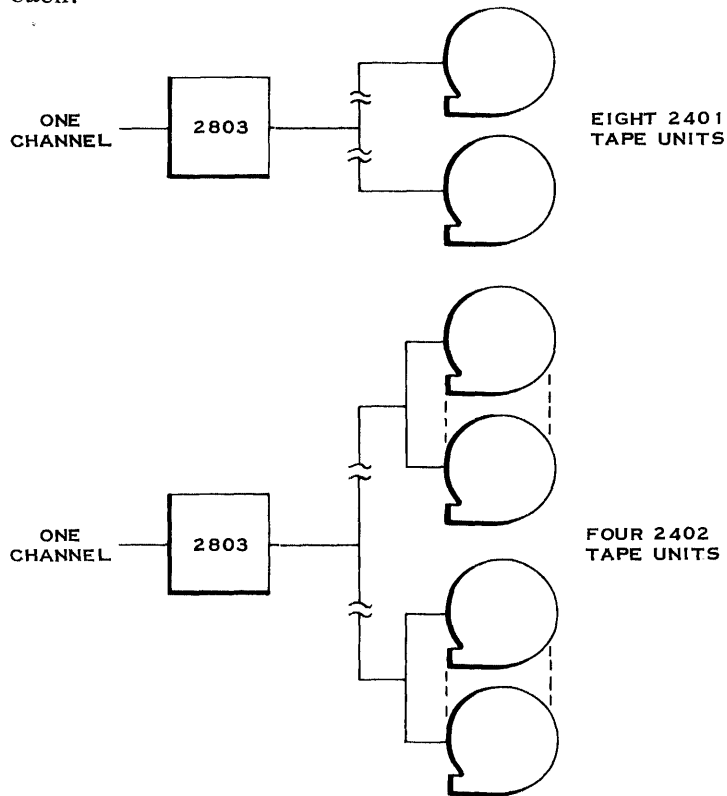 each.
ONE
CHANNEL
2803
EIGHT 2401
TAPE UNITS
ONE
CHANNEL
2803
FOUR 2402
TAPE UNITS